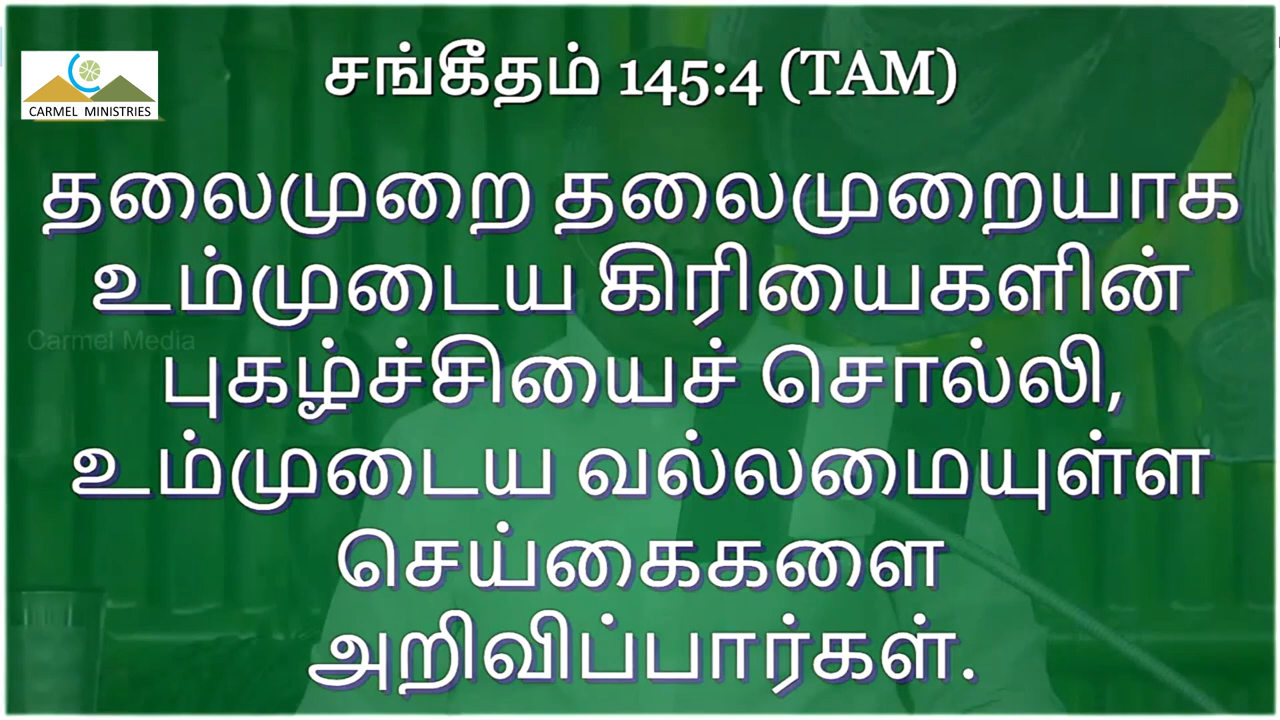 CARMEL MINISTRIES
சங்கீதம் 145:4 (TAM)
தலைமுறை தலைமுறையாக
உம்முடைய கிரியைகளின்
Carmel Media
புகழ்ச்சியைச் சொல்லி,
உம்முடைய வல்லமையுள்ள
செய்கைகளை
அறிவிப்பார்கள்.